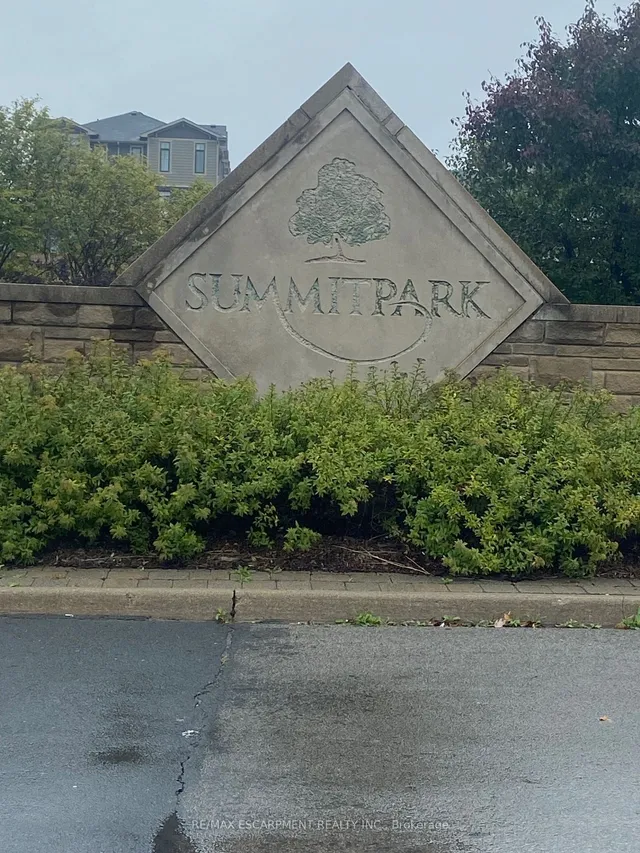 SUMMITPARK
RE/MAX ESCARPMENT REALTY INC., Brokerage